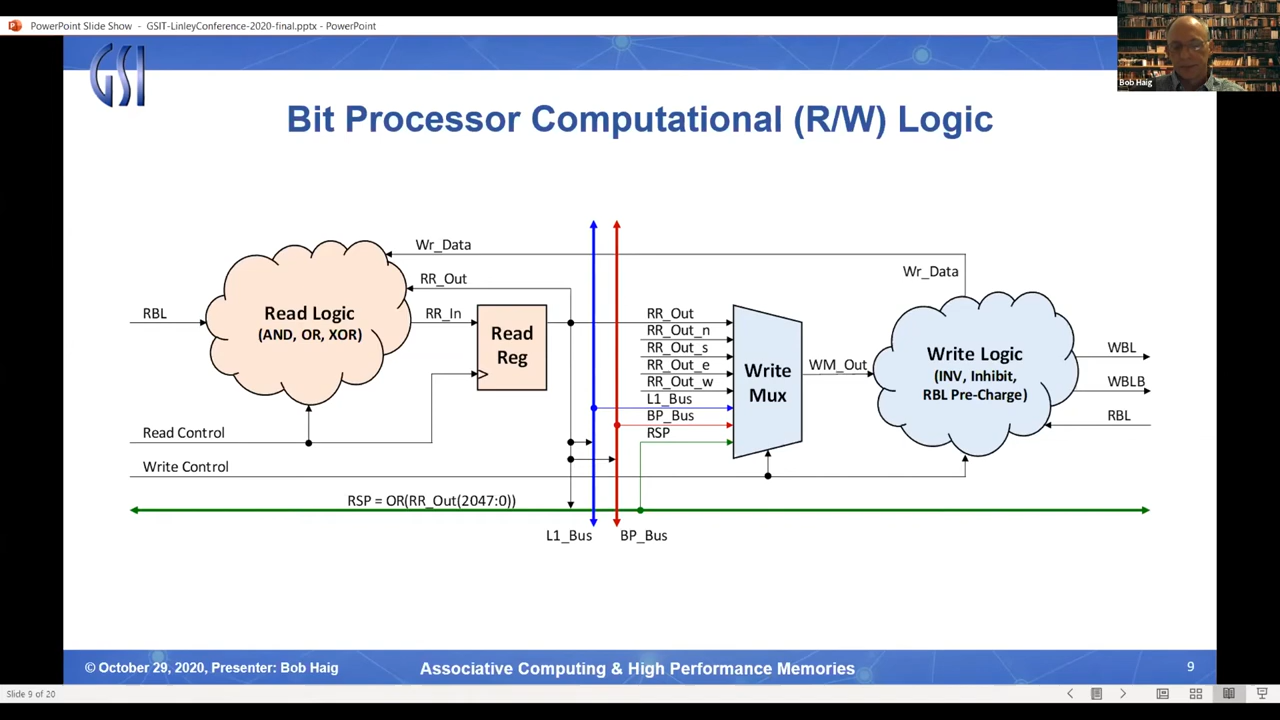 PowerPoint Slide Show - GSIT-LinleyConference-2020-final.pptx - PowerPoint
Bob Haig
GSI
Bit Processor Computational (R/W) Logic
Wr_Data
Wr_Data
RR_Out
RBL
Read Logic
(AND, OR, XOR)
RR_In
Read
Reg
RR_Out
RR_Out_n
RR_Out_s
RR_Out_e
RR_Out_w
L1_Bus
BP_Bus
RSP
Write
Mux
WM_Out
Write Logic
(INV, Inhibit,
RBL Pre-Charge)
WBL
WBLB
RBL
Read Control
Write Control
RSP = OR(RR_Out(2047:0))
L1_Bus
BP_Bus
© October 29, 2020, Presenter: Bob Haig
Associative Computing & High Performance Memories
9
Slide 9 of 20